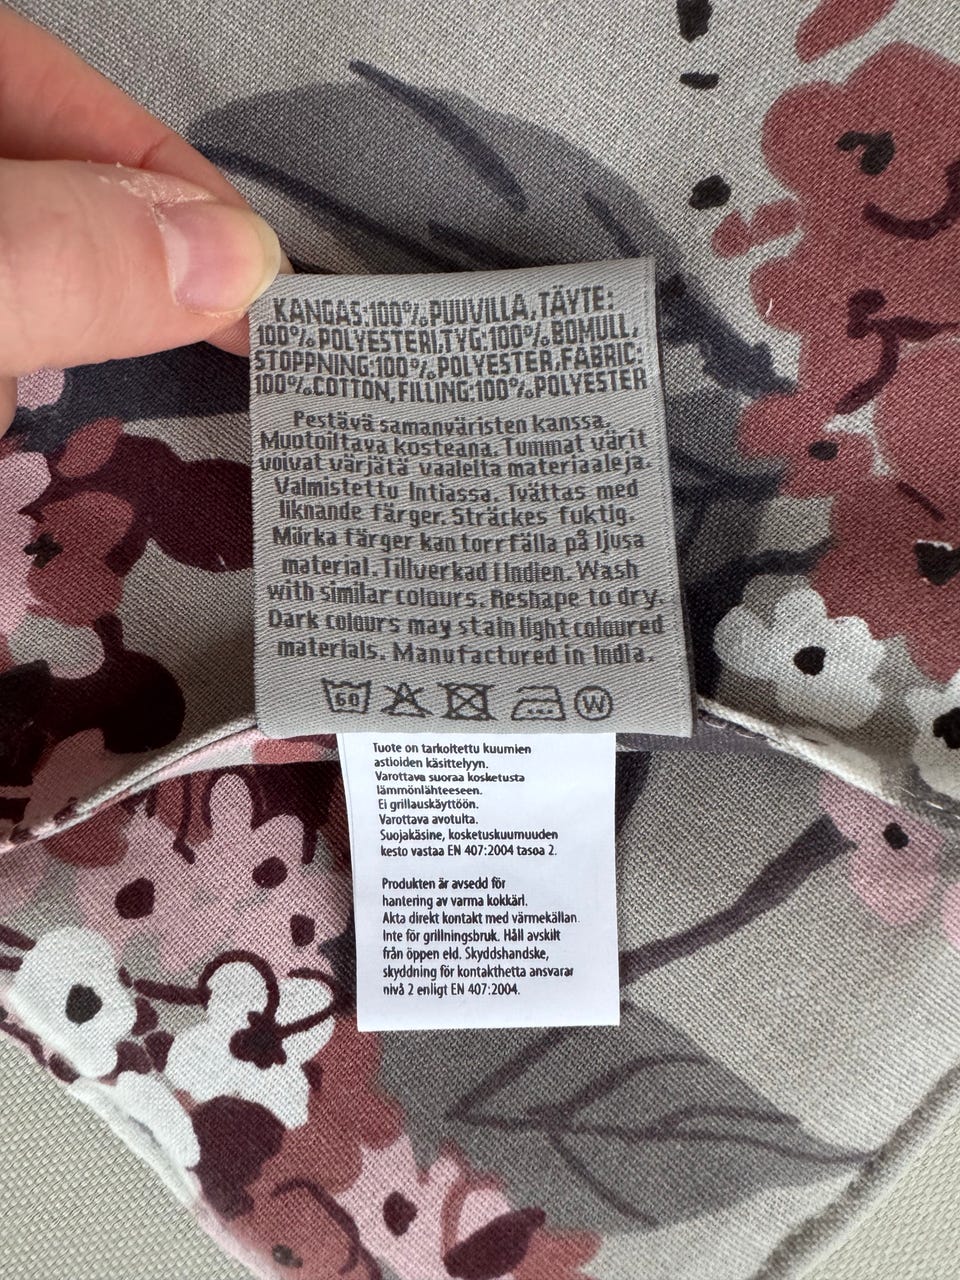 KANGAS:100%PUUVILLA,TÄYTE:
100%POLYESTERI,TYG:100%BOMULL,
STOPPNING:100%POLYESTER,FABRIC:
100%COTTON,FILLING:100%POLYESTER
Pestävä samanväristen kanssa.
Muotoiltava kosteana. Tummat värit
voivat värjätä vaaleita materiaaleja.
Valmistettu Intiassa. Tvättas med
liknande färger. Sträckes fuktig.
Mörka färger kan torrfälla på ljusa
material. Tillverkad i Indien. Wash
with similar colours. Reshape to dry.
Dark colours may stain light coloured
materials. Manufactured in India.
60 W
Tuote on tarkoitettu kuumien
astioiden käsittelyyn.
Varottava suoraa kosketusta
lämmönlähteeseen.
Ei grillauskäyttöön.
Varottava avotulta.
Suojakäsine, kosketuskuumuuden
kesto vastaa EN 407:2004 tasoa 2.
Produkten är avsedd för
hantering av varma kokkärl.
Akta direkt kontakt med värmekällan.
Inte för grillningsbruk. Håll avskilt
från öppen eld. Skyddshandske,
skyddning för kontakthetta ansvarar
nivå 2 enligt EN 407:2004.